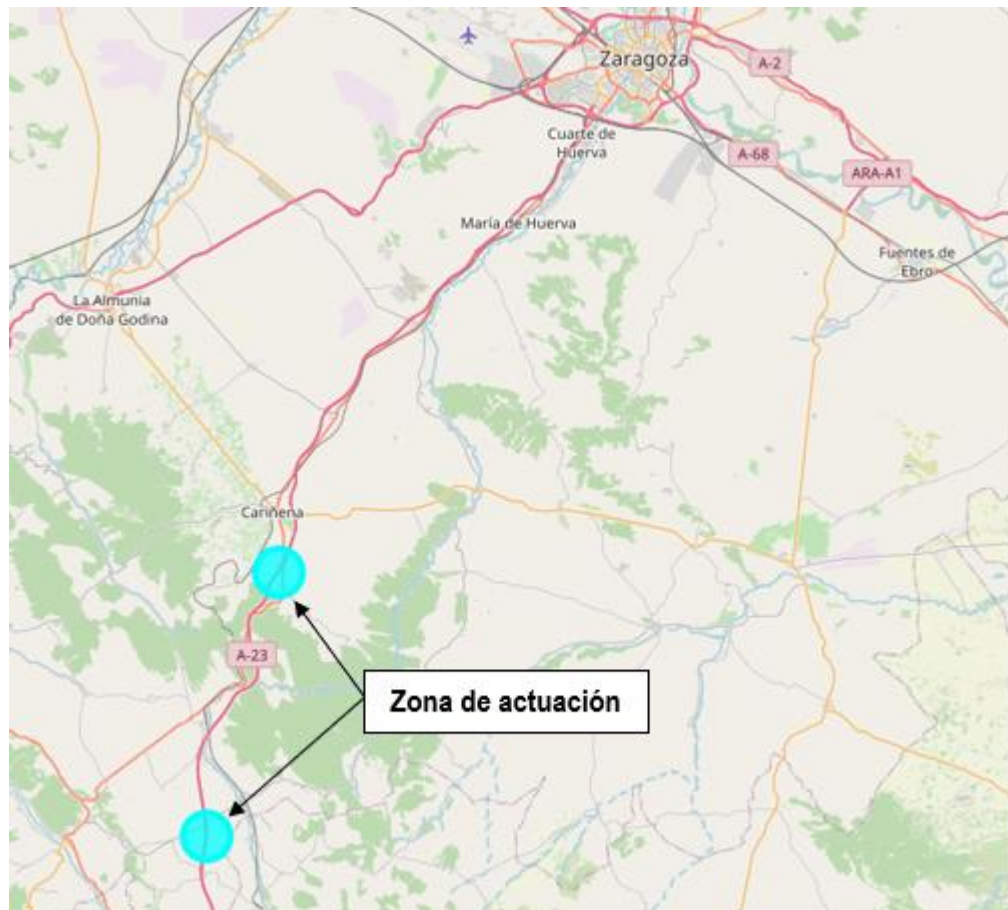 Zaragoza
A-2
Cuarte de
Huerva
A-68
ARA-A1
María de Huerva
Fuentes de
Ebro
La Almunia
de Doña Godina
Cariñena
A-23
Zona de actuación